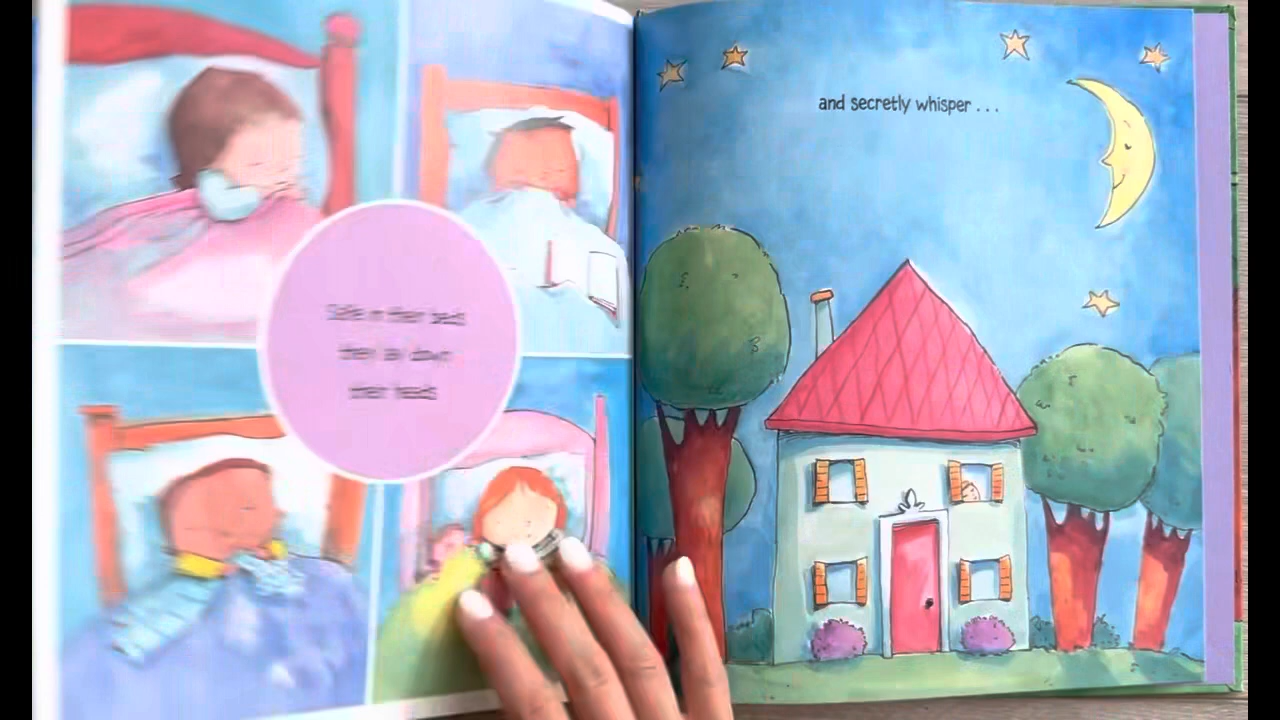 Safe in their beds
they lay down
their heads
and secretly whisper . . .